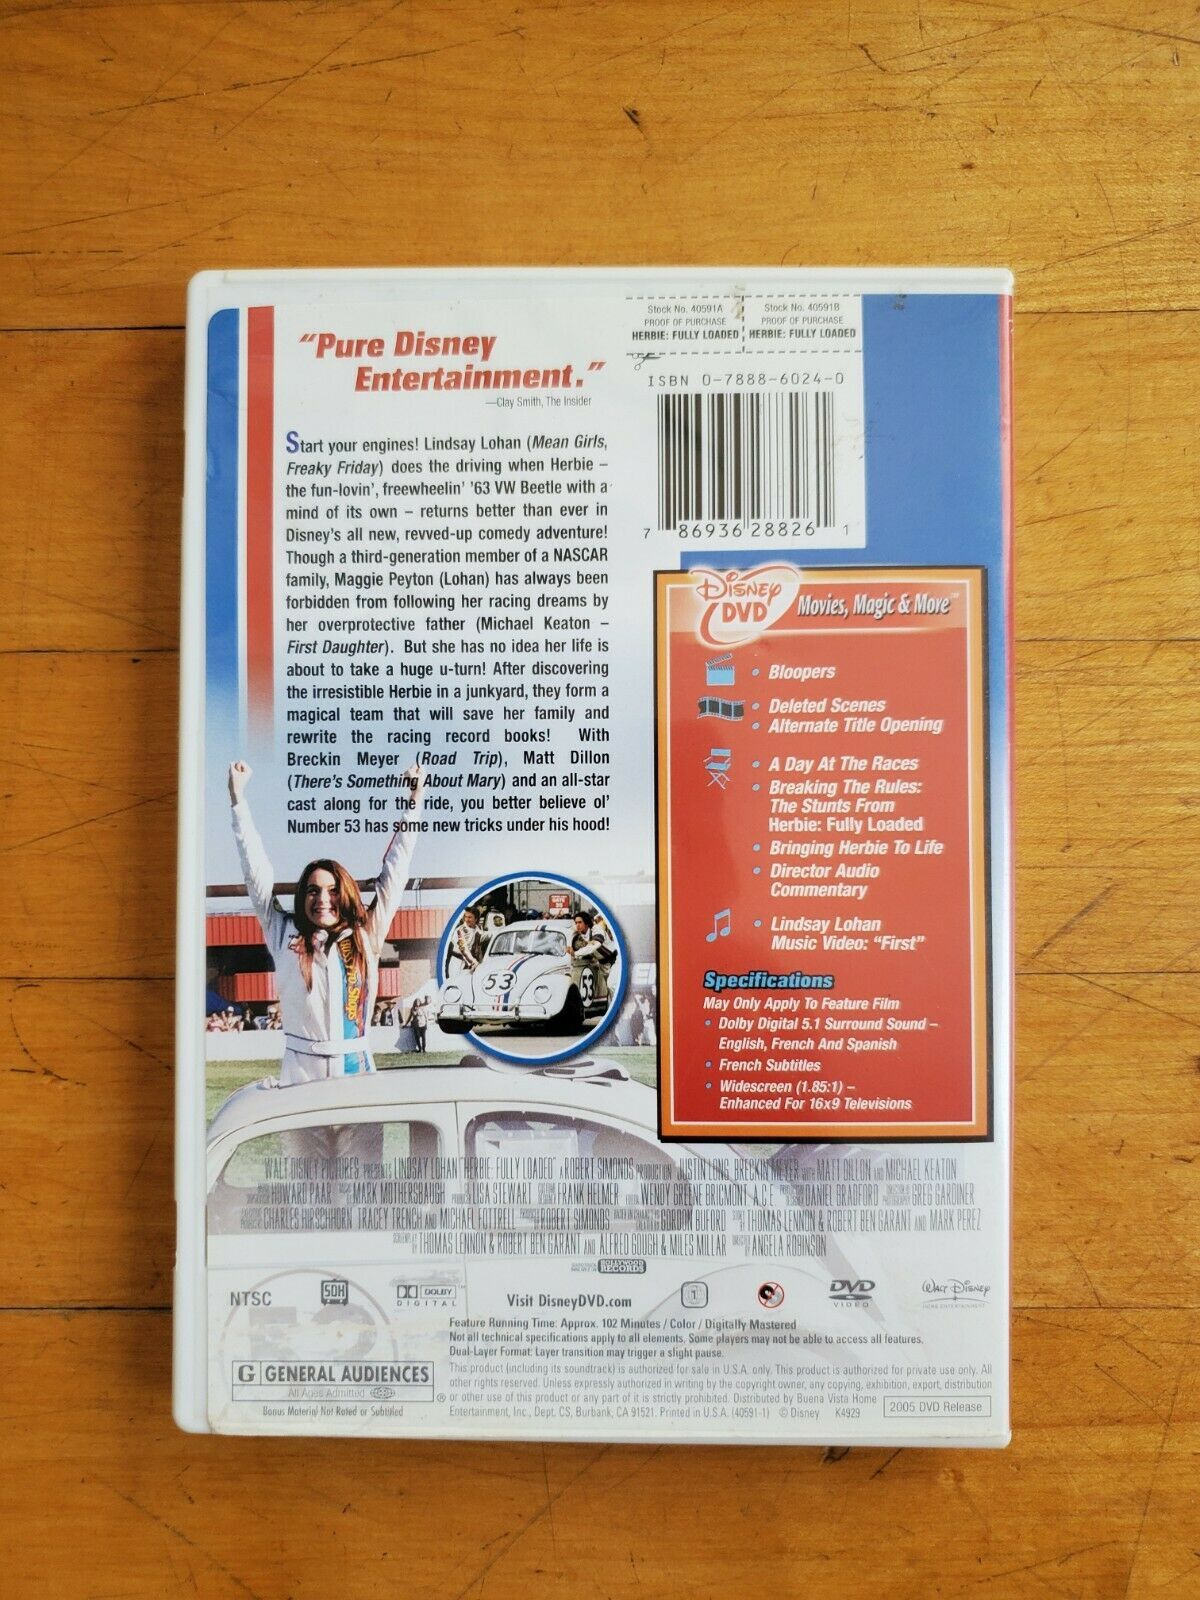 "Pure Disney
Entertainment."
—Clay Smith, The Insider
Start your engines! Lindsay Lohan (Mean Girls,
Freaky Friday) does the driving when Herbie –
the fun-lovin', freewheelin' '63 VW Beetle with a
mind of its own – returns better than ever in
Disney's all new, revved-up comedy adventure!
Though a third-generation member of a NASCAR
family, Maggie Peyton (Lohan) has always been
forbidden from following her racing dreams by
her overprotective father (Michael Keaton –
First Daughter). But she has no idea her life is
about to take a huge u-turn! After discovering
the irresistible Herbie in a junkyard, they form a
magical team that will save her family and
rewrite the racing record books! With
Breckin Meyer (Road Trip), Matt Dillon
(There's Something About Mary) and an all-star
cast along for the ride, you better believe ol'
Number 53 has some new tricks under his hood!
Stock No. 40591A
PROOF OF PURCHASE
HERBIE: FULLY LOADED
Stock No. 40591B
PROOF OF PURCHASE
HERBIE: FULLY LOADED
ISBN 0-7888-6024-0
7 86936 28826 1
Disney DVD
Movies, Magic & More™
• Bloopers
• Deleted Scenes
• Alternate Title Opening
• A Day At The Races
• Breaking The Rules:
The Stunts From
Herbie: Fully Loaded
• Bringing Herbie To Life
• Director Audio
Commentary
• Lindsay Lohan
Music Video: "First"
Specifications
May Only Apply To Feature Film
• Dolby Digital 5.1 Surround Sound –
English, French And Spanish
• French Subtitles
• Widescreen (1.85:1) –
Enhanced For 16x9 Televisions
53
53
WALT DISNEY PICTURES PRESENTS LINDSAY LOHAN "HERBIE: FULLY LOADED" A ROBERT SIMONDS PRODUCTION JUSTIN LONG BRECKIN MEYER WITH MATT DILLON AND MICHAEL KEATON
HOWARD PAAR MARK MOTHERSBAUGH LISA STEWART FRANK HELMER WENDY GREENE BRICMONT, A.C.E. DANIEL BRADFORD GREG GARDINER
CHARLES HIRSCHHORN TRACEY TRENCH AND MICHAEL FOTTRELL ROBERT SIMONDS GORDON BUFORD STORY BY THOMAS LENNON & ROBERT BEN GARANT AND MARK PEREZ
SCREENPLAY BY THOMAS LENNON & ROBERT BEN GARANT AND ALFRED GOUGH & MILES MILLAR DIRECTED BY ANGELA ROBINSON
HOLLYWOOD RECORDS
NTSC
SDH
DOLBY
DIGITAL
Visit DisneyDVD.com
1
DVD
VIDEO
WALT DISNEY
HOME ENTERTAINMENT
Feature Running Time: Approx. 102 Minutes / Color / Digitally Mastered
Not all technical specifications apply to all elements. Some players may not be able to access all features.
Dual-Layer Format: Layer transition may trigger a slight pause.
G GENERAL AUDIENCES
All Ages Admitted
®
Bonus Material Not Rated or Subtitled
This product (including its soundtrack) is authorized for sale in U.S.A. only. This product is authorized for private use only. All
other rights reserved. Unless expressly authorized in writing by the copyright owner, any copying, exhibition, export, distribution
or other use of this product or any part of it is strictly prohibited. Distributed by Buena Vista Home
Entertainment, Inc., Dept. CS, Burbank, CA 91521. Printed in U.S.A. (40591-1) © Disney K4929
2005 DVD Release